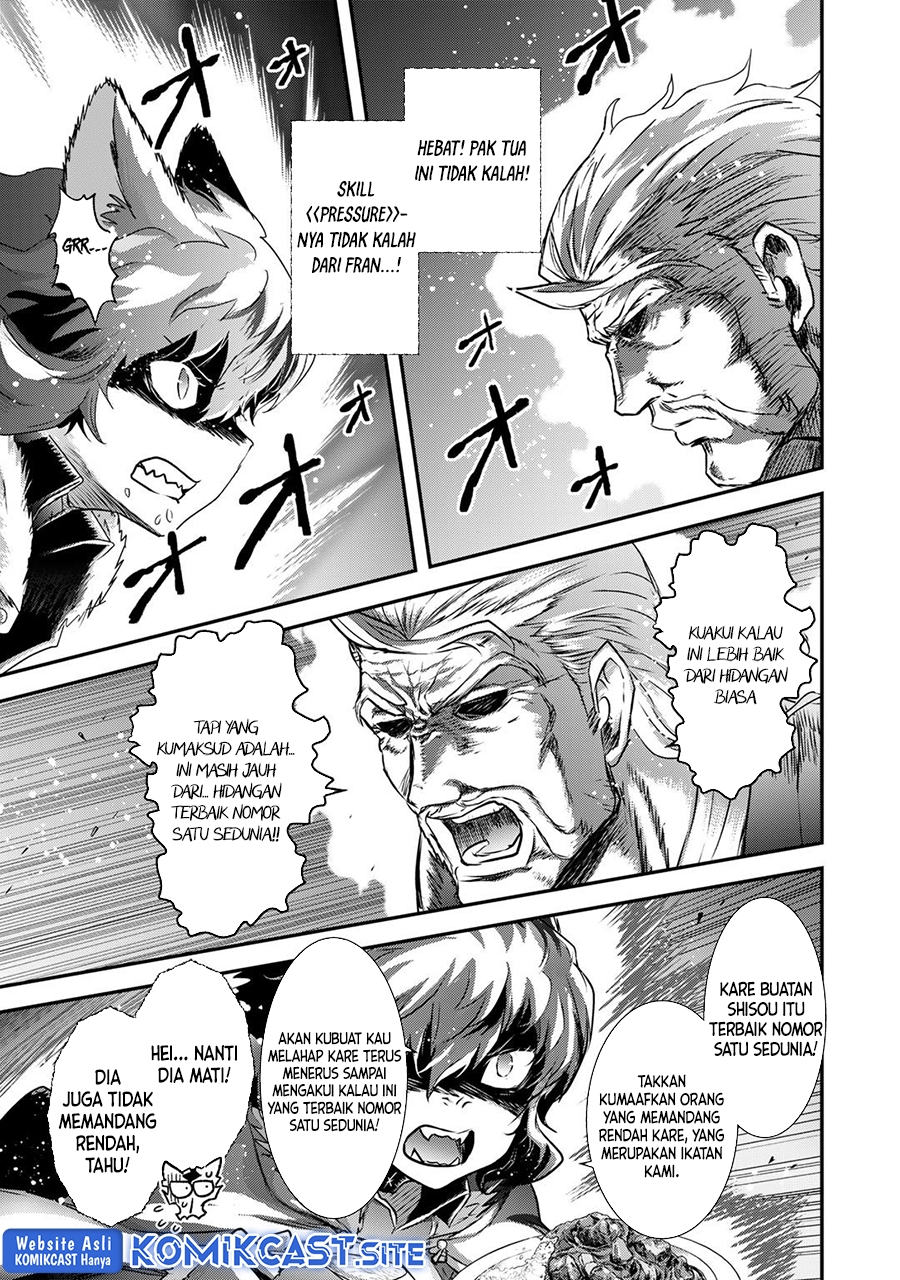 HEBAT! PAK TUA
INI TIDAK KALAH!
SKILL
<<PRESSURE>>-
NYA TIDAK KALAH
DARI FRAN...!
GRR---
KUAKUI KALAU
INI LEBIH BAIK
DARI HIDANGAN
BIASA
TAPI YANG
KUMAKSUD ADALAH...
INI MASIH JAUH
DARI... HIDANGAN
TERBAIK NOMOR
SATU SEDUNIA!!
KARE BUATAN
SHISOU ITU
TERBAIK NOMOR
SATU SEDUNIA!
TAKKAN
KUMAAFKAN ORANG
YANG MEMANDANG
RENDAH KARE, YANG
MERUPAKAN IKATAN
KAMI.
AKAN KUBUAT KAU
MELAHAP KARE TERUS
MENERUS SAMPAI
MENGAKUI KALAU INI
YANG TERBAIK NOMOR
SATU SEDUNIA!
HEI... NANTI
DIA MATI!
DIA
JUGA TIDAK
MEMANDANG
RENDAH,
TAHU!
Website Asli
KOMIKCAST Hanya
KOMIKCAST.SITE